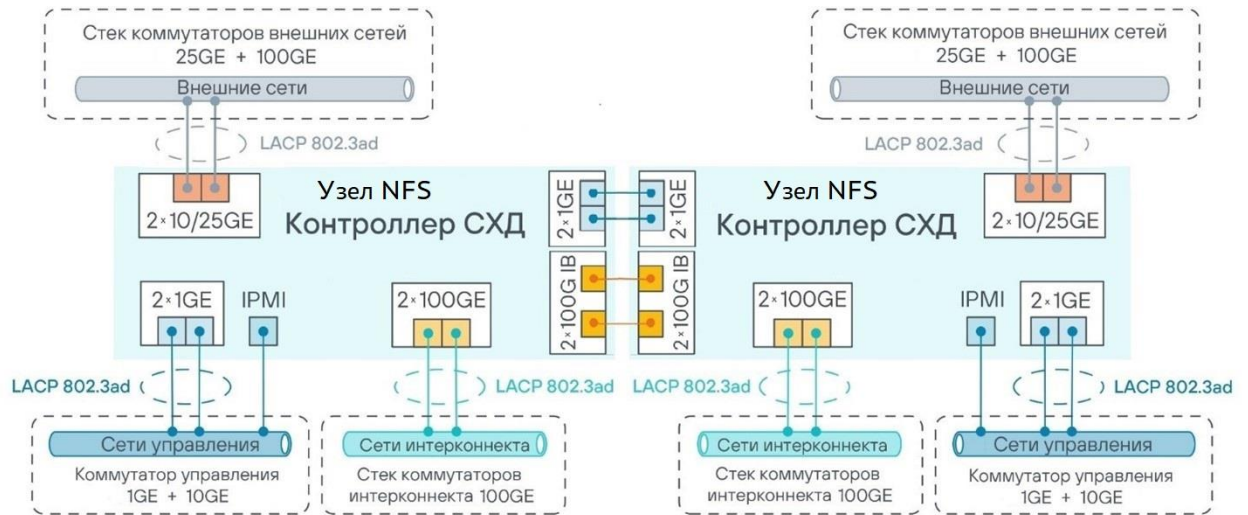 Стек коммутаторов внешних сетей
25GE + 100GE
Внешние сети
LACP 802.3ad
Стек коммутаторов внешних сетей
25GE + 100GE
Внешние сети
LACP 802.3ad
Узел NFS
Контроллер СХД
2×10/25GE
2×1GE
2×100G IB
2×1GE
IPMI
2×100GE
Узел NFS
Контроллер СХД
2×1GE
2×100G IB
2×10/25GE
2×100GE
IPMI
2×1GE
LACP 802.3ad
LACP 802.3ad
LACP 802.3ad
LACP 802.3ad
Сети управления
Коммутатор управления
1GE + 10GE
Сети интерконнекта
Стек коммутаторов
интерконнекта 100GE
Сети интерконнекта
Стек коммутаторов
интерконнекта 100GE
Сети управления
Коммутатор управления
1GE + 10GE